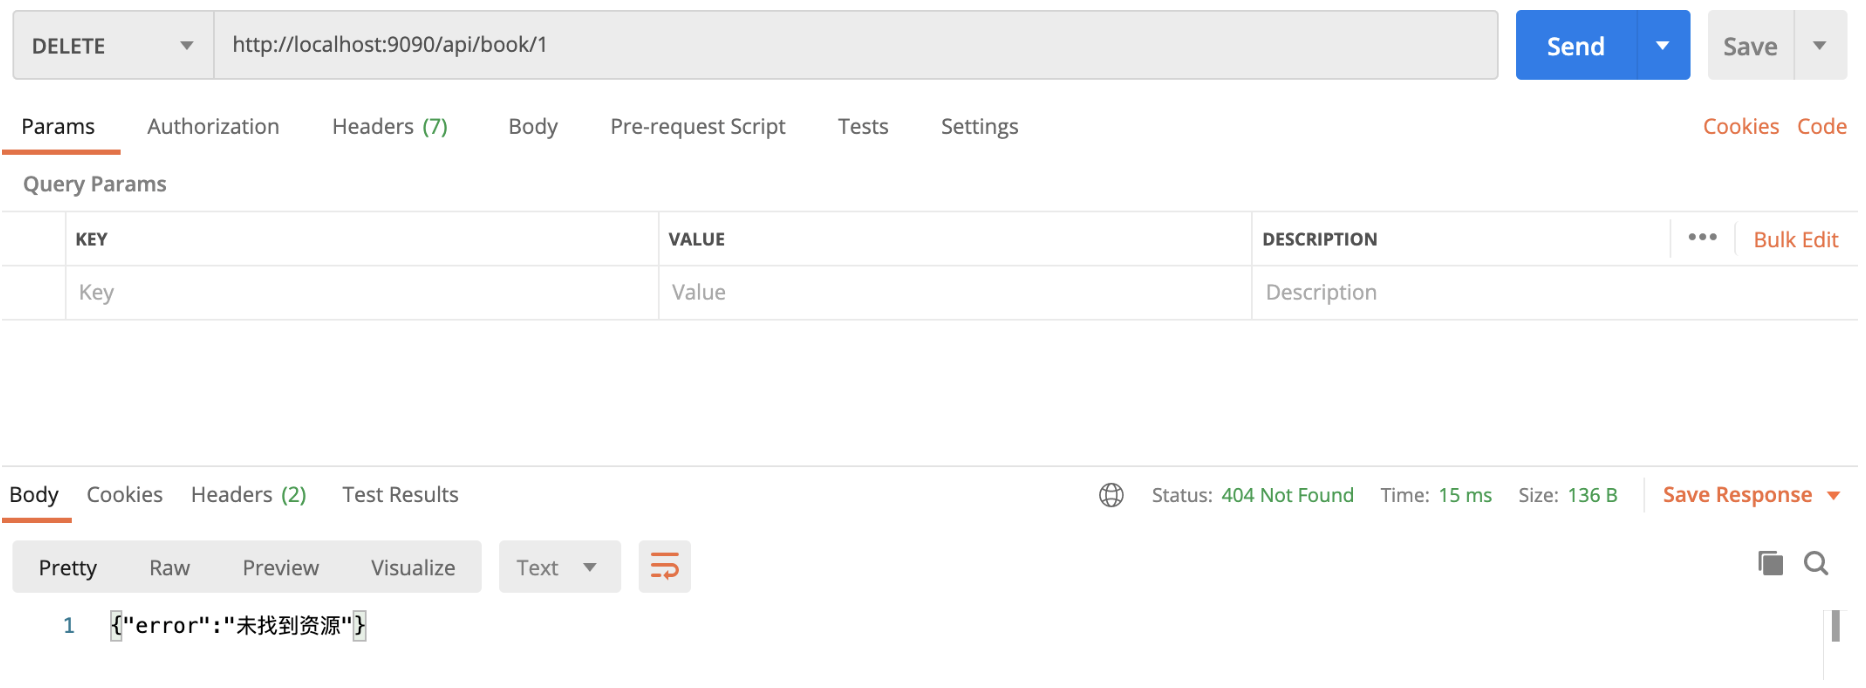 DELETE http://localhost:9090/api/book/1 Send Save
Params Authorization Headers (7) Body Pre-request Script Tests Settings Cookies Code
Query Params
KEY VALUE DESCRIPTION ••• Bulk Edit
Key Value Description
Body Cookies Headers (2) Test Results Status: 404 Not Found Time: 15 ms Size: 136 B Save Response
Pretty Raw Preview Visualize Text
1 {"error":"未找到资源"}